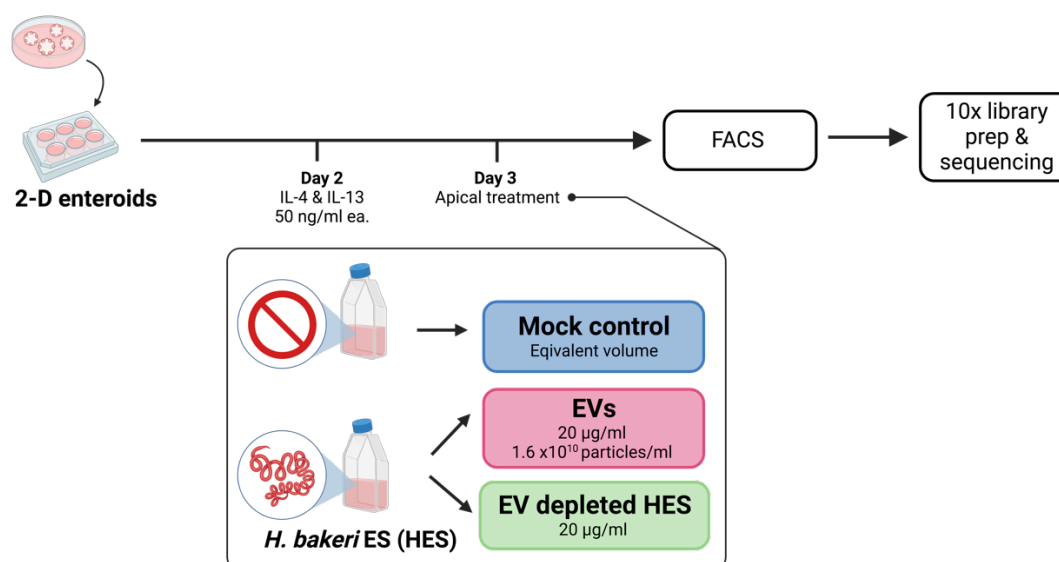 2-D enteroids
Day 2
IL-4 & IL-13
50 ng/ml ea.
Day 3
Apical treatment
FACS
10x library
prep &
sequencing
Mock control
Eqivalent volume
EVs
20 µg/ml
1.6 x10¹⁰ particles/ml
EV depleted HES
20 µg/ml
H. bakeri ES (HES)